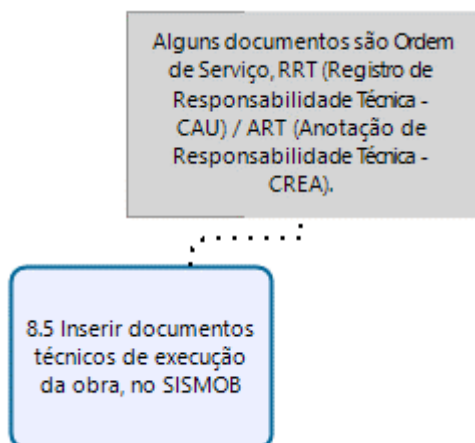 Alguns documentos são Ordem
de Serviço, RRT (Registro de
Responsabilidade Técnica -
CAU) / ART (Anotação de
Responsabilidade Técnica -
CREA).
8.5 Inserir documentos
técnicos de execução
da obra, no SISMOB